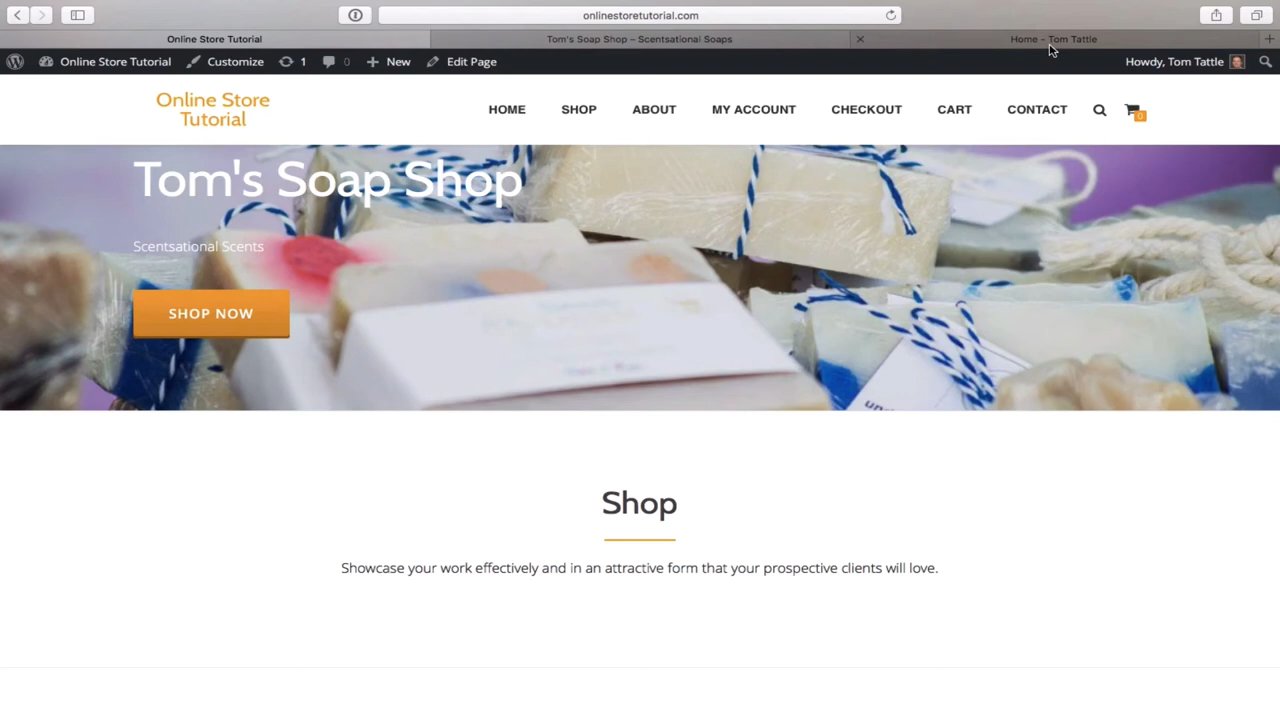 onlinestoretutorial.com
Online Store Tutorial
Tom's Soap Shop – Scentsational Soaps
Home – Tom Tattle
Online Store Tutorial
Customize
1
0
New
Edit Page
Howdy, Tom Tattle
Online Store
Tutorial
HOME
SHOP
ABOUT
MY ACCOUNT
CHECKOUT
CART
CONTACT
0
Tom's Soap Shop
Scentsational Scents
SHOP NOW
Shop
Showcase your work effectively and in an attractive form that your prospective clients will love.